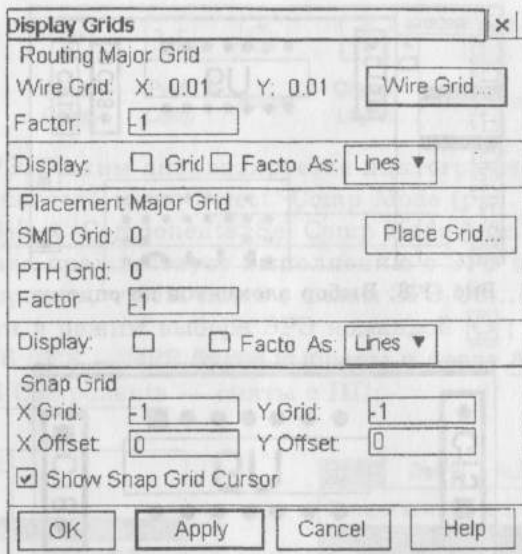 Display Grids ×
Routing Major Grid
Wire Grid: X: 0.01 Y: 0.01 Wire Grid...
Factor: -1
Display: Grid Facto As: Lines
Placement Major Grid
SMD Grid: 0 Place Grid...
PTH Grid: 0
Factor -1
Display: Facto As: Lines
Snap Grid
X Grid: -1 Y Grid: -1
X Offset: 0 Y Offset: 0
Show Snap Grid Cursor
OK Apply Cancel Help